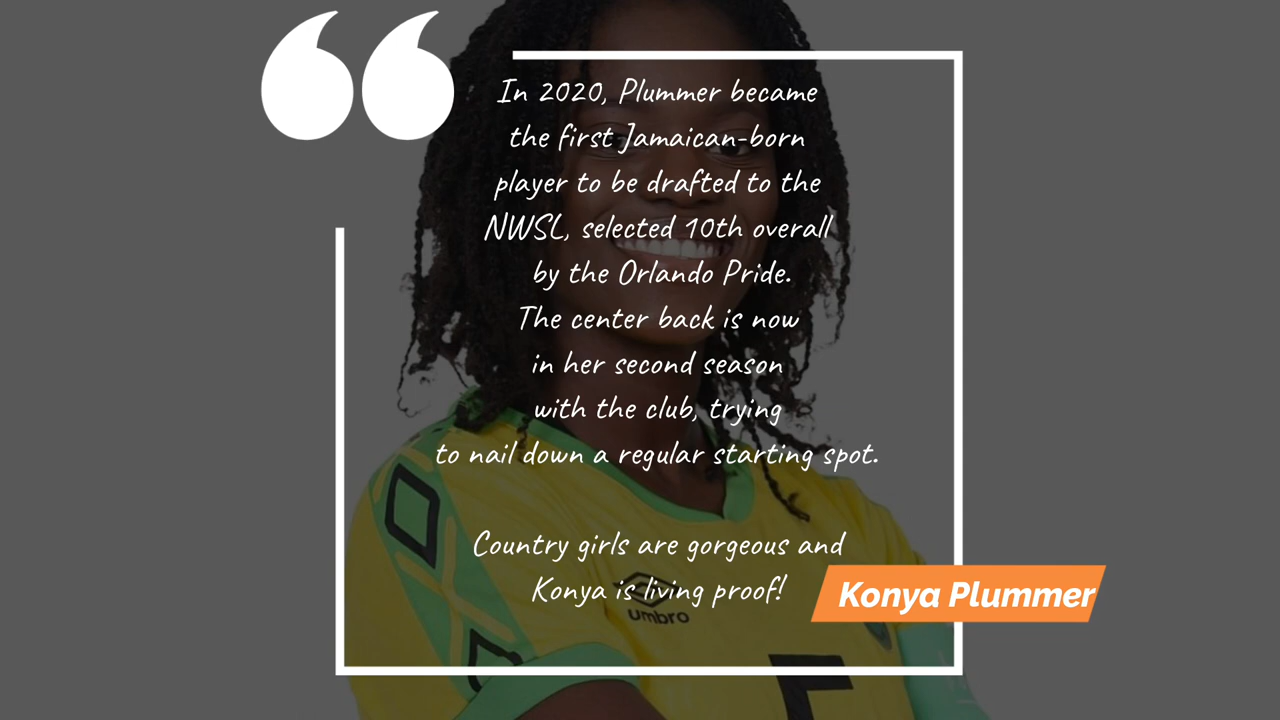 In 2020, Plummer became
the first Jamaican-born
player to be drafted to the
NWSL, selected 10th overall
by the Orlando Pride.
The center back is now
in her second season
with the club, trying
to nail down a regular starting spot.
Country girls are gorgeous and
Konya is living proof!
umbro
Konya Plummer